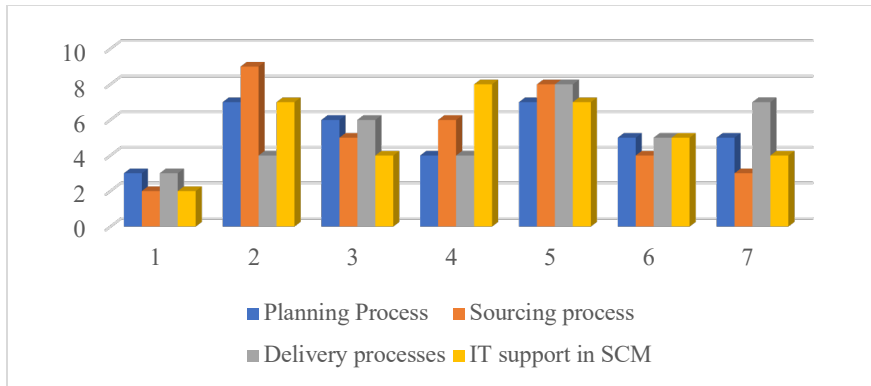 10
8
6
4
2
0
1 2 3 4 5 6 7
Planning Process Sourcing process
Delivery processes IT support in SCM